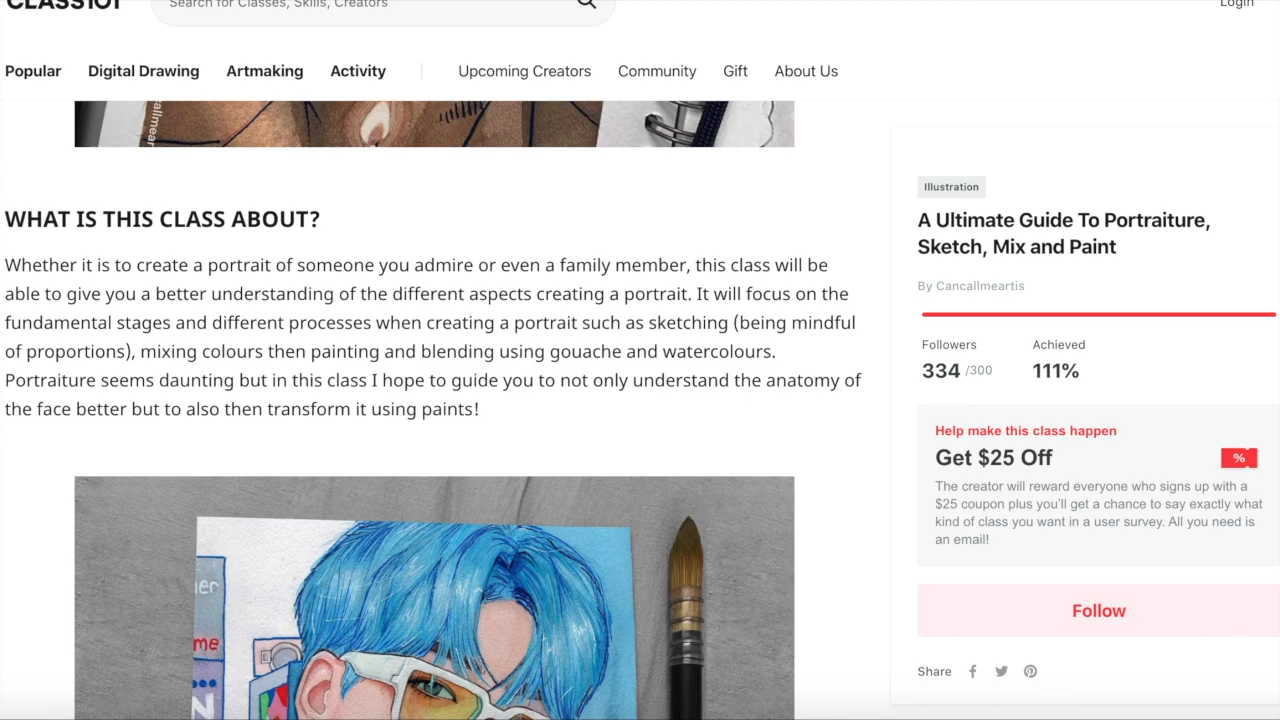 CLASS101
Search for Classes, Skills, Creators
Login
Popular
Digital Drawing
Artmaking
Activity
Upcoming Creators
Community
Gift
About Us
allmear
WHAT IS THIS CLASS ABOUT?
Whether it is to create a portrait of someone you admire or even a family member, this class will be
able to give you a better understanding of the different aspects creating a portrait. It will focus on the
fundamental stages and different processes when creating a portrait such as sketching (being mindful
of proportions), mixing colours then painting and blending using gouache and watercolours.
Portraiture seems daunting but in this class I hope to guide you to not only understand the anatomy of
the face better but to also then transform it using paints!
me
N
Illustration
A Ultimate Guide To Portraiture,
Sketch, Mix and Paint
By Cancallmeartis
Followers
334 /300
Achieved
111%
Help make this class happen
Get $25 Off
%
The creator will reward everyone who signs up with a
$25 coupon plus you'll get a chance to say exactly what
kind of class you want in a user survey. All you need is
an email!
Follow
Share